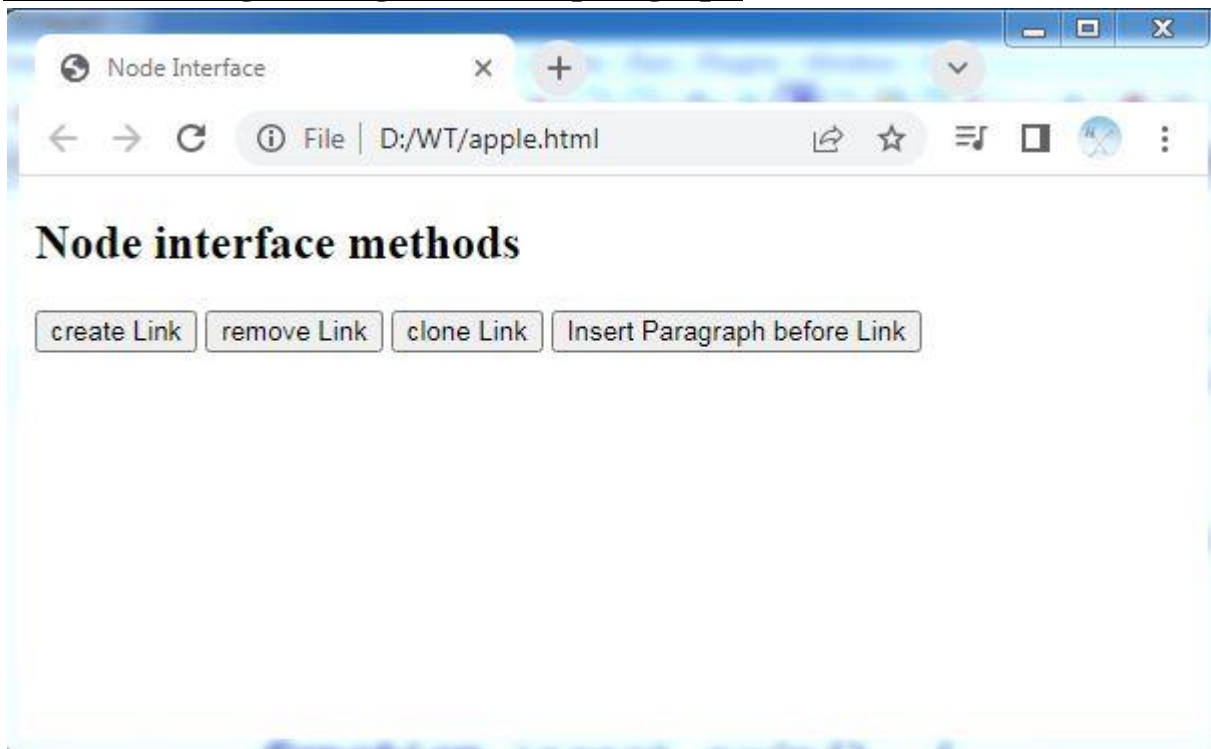 Node Interface
File | D:/WT/apple.html
Node interface methods
create Link remove Link clone Link Insert Paragraph before Link